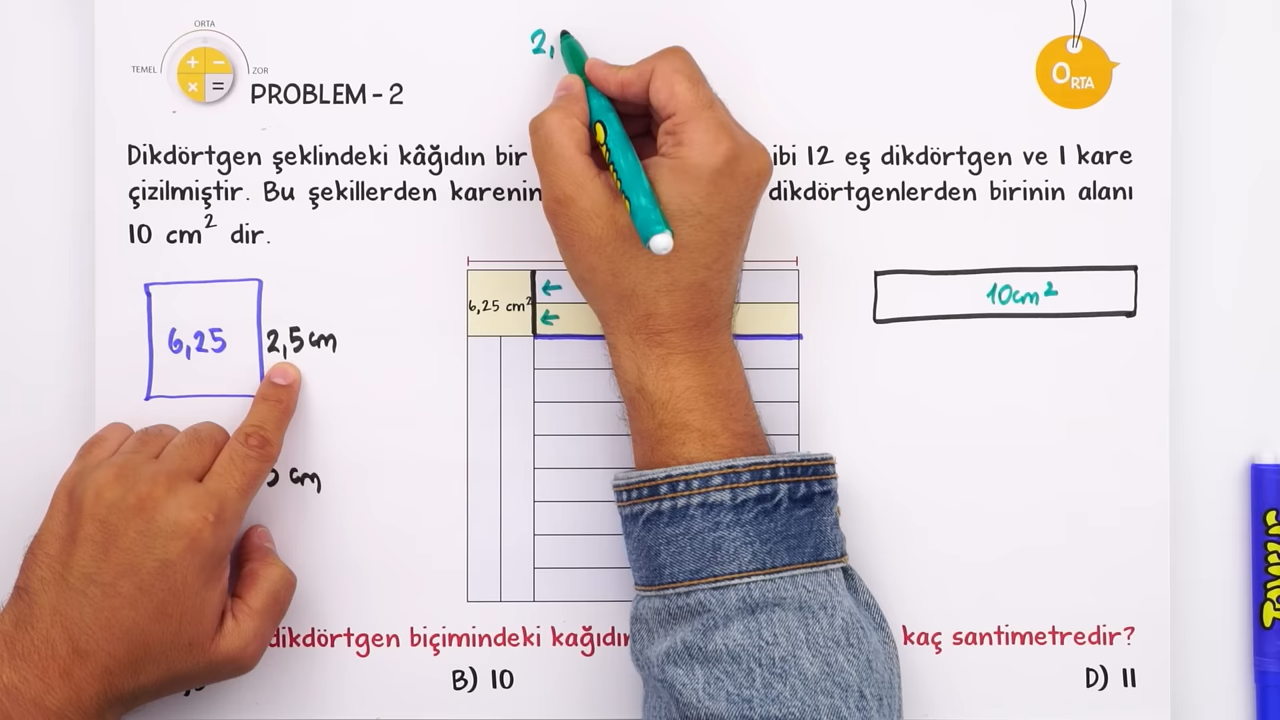 ORTA
TEMEL
ZOR
+ −
× =
PROBLEM - 2
2,
ORTA
Dikdörtgen şeklindeki kâğıdın bir ibi 12 eş dikdörtgen ve 1 kare
çizilmiştir. Bu şekillerden karenin dikdörtgenlerden birinin alanı
10 cm² dir.
6,25 2,5 cm
6,25 cm²
← 
←
10cm²
cm
dikdörtgen biçimindeki kağıdın kaç santimetredir?
B) 10
D) 11